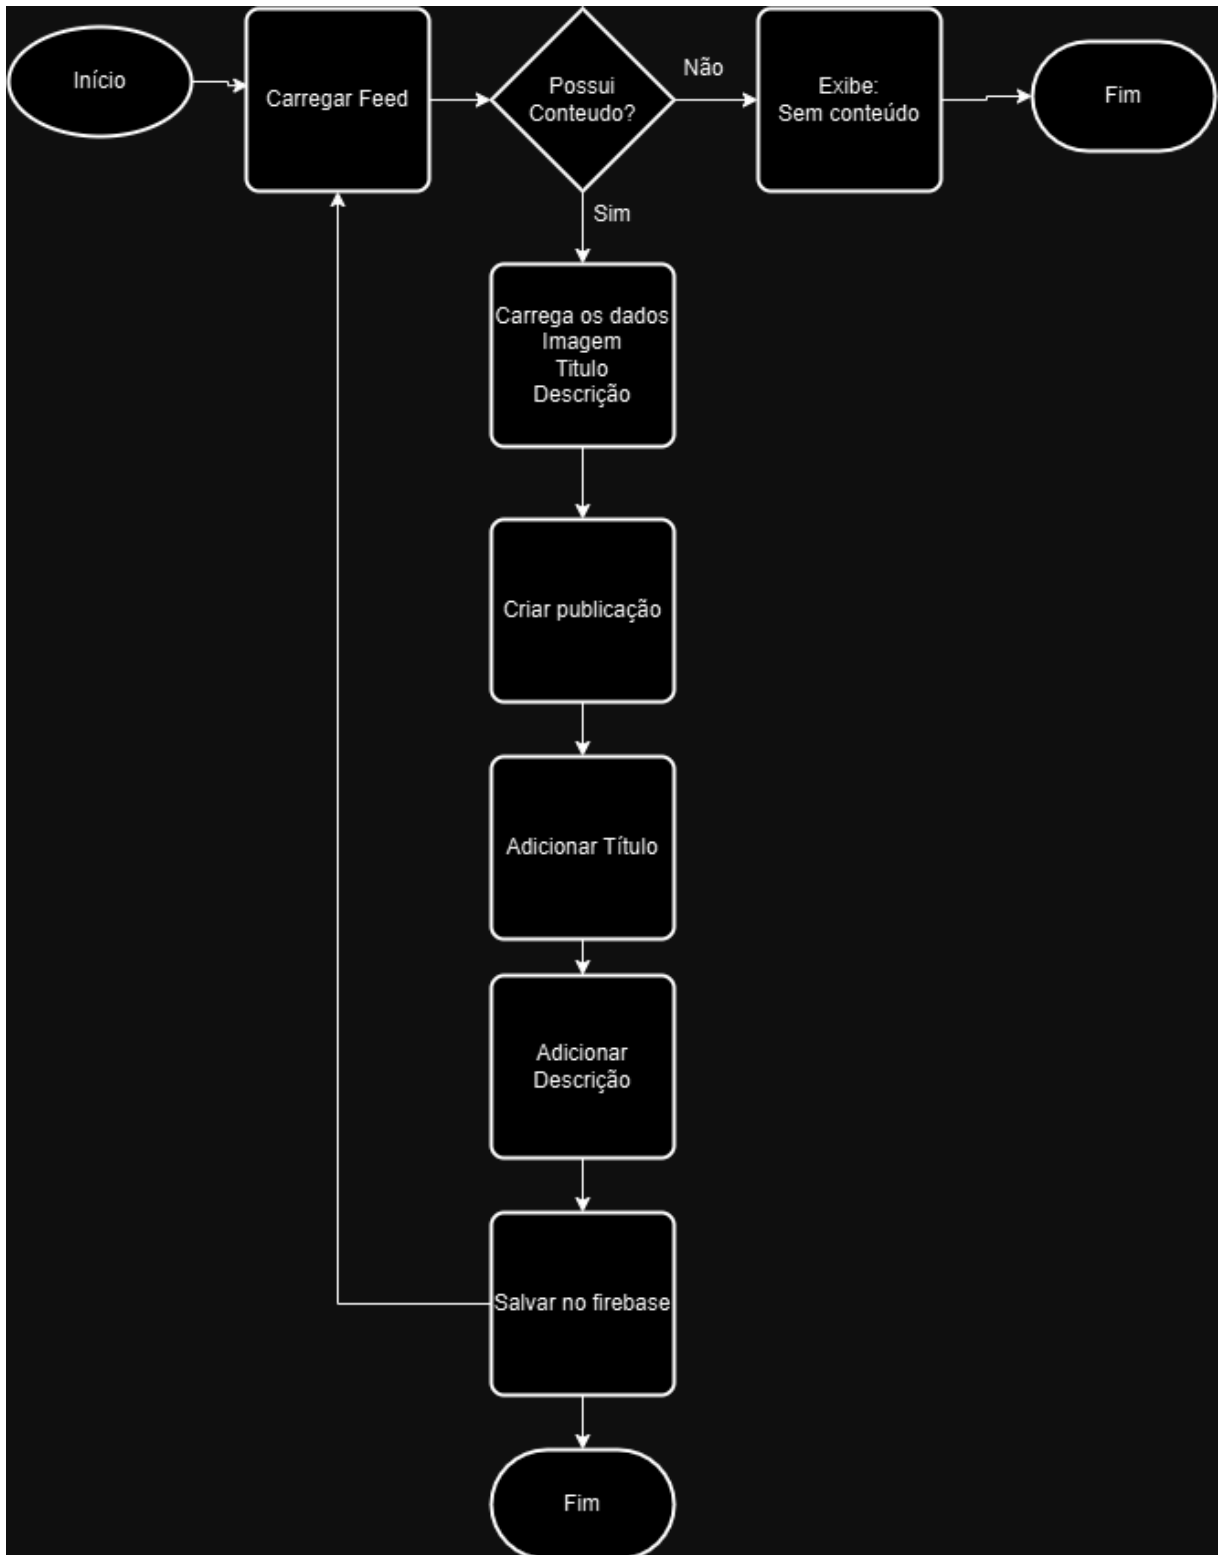 Início
Carregar Feed
Possui
Conteudo?
Não
Exibe:
Sem conteúdo
Fim
Sim
Carrega os dados
Imagem
Titulo
Descrição
Criar publicação
Adicionar Título
Adicionar
Descrição
Salvar no firebase
Fim